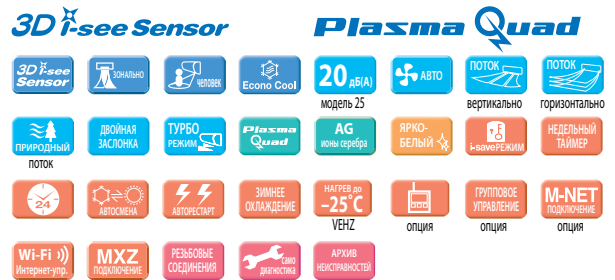 3D i-see Sensor
Plasma Quad
3D i-see
Sensor
ЗОНАЛЬНО
ЧЕЛОВЕК
Econo Cool
20 дБ(А)
модель 25
АВТО
ПОТОК
вертикально
ПОТОК
горизонтально
ПРИРОДНЫЙ
поток
ДВОЙНАЯ
ЗАСЛОНКА
ТУРБО
РЕЖИМ
Plasma
Quad
AG
ионы серебра
ЯРКО-
БЕЛЫЙ
i-saveРЕЖИМ
НЕДЕЛЬНЫЙ
ТАЙМЕР
24
АВТОСМЕНА
АВТОРЕСТАРТ
ЗИМНЕЕ
ОХЛАЖДЕНИЕ
НАГРЕВ до
–25°С
VEHZ
опция
ГРУППОВОЕ
УПРАВЛЕНИЕ
опция
M-NET
ПОДКЛЮЧЕНИЕ
опция
Wi-Fi
Интернет-упр.
MXZ
ПОДКЛЮЧЕНИЕ
РЕЗЬБОВЫЕ
СОЕДИНЕНИЯ
само
диагностика
АРХИВ
НЕИСПРАВНОСТЕЙ